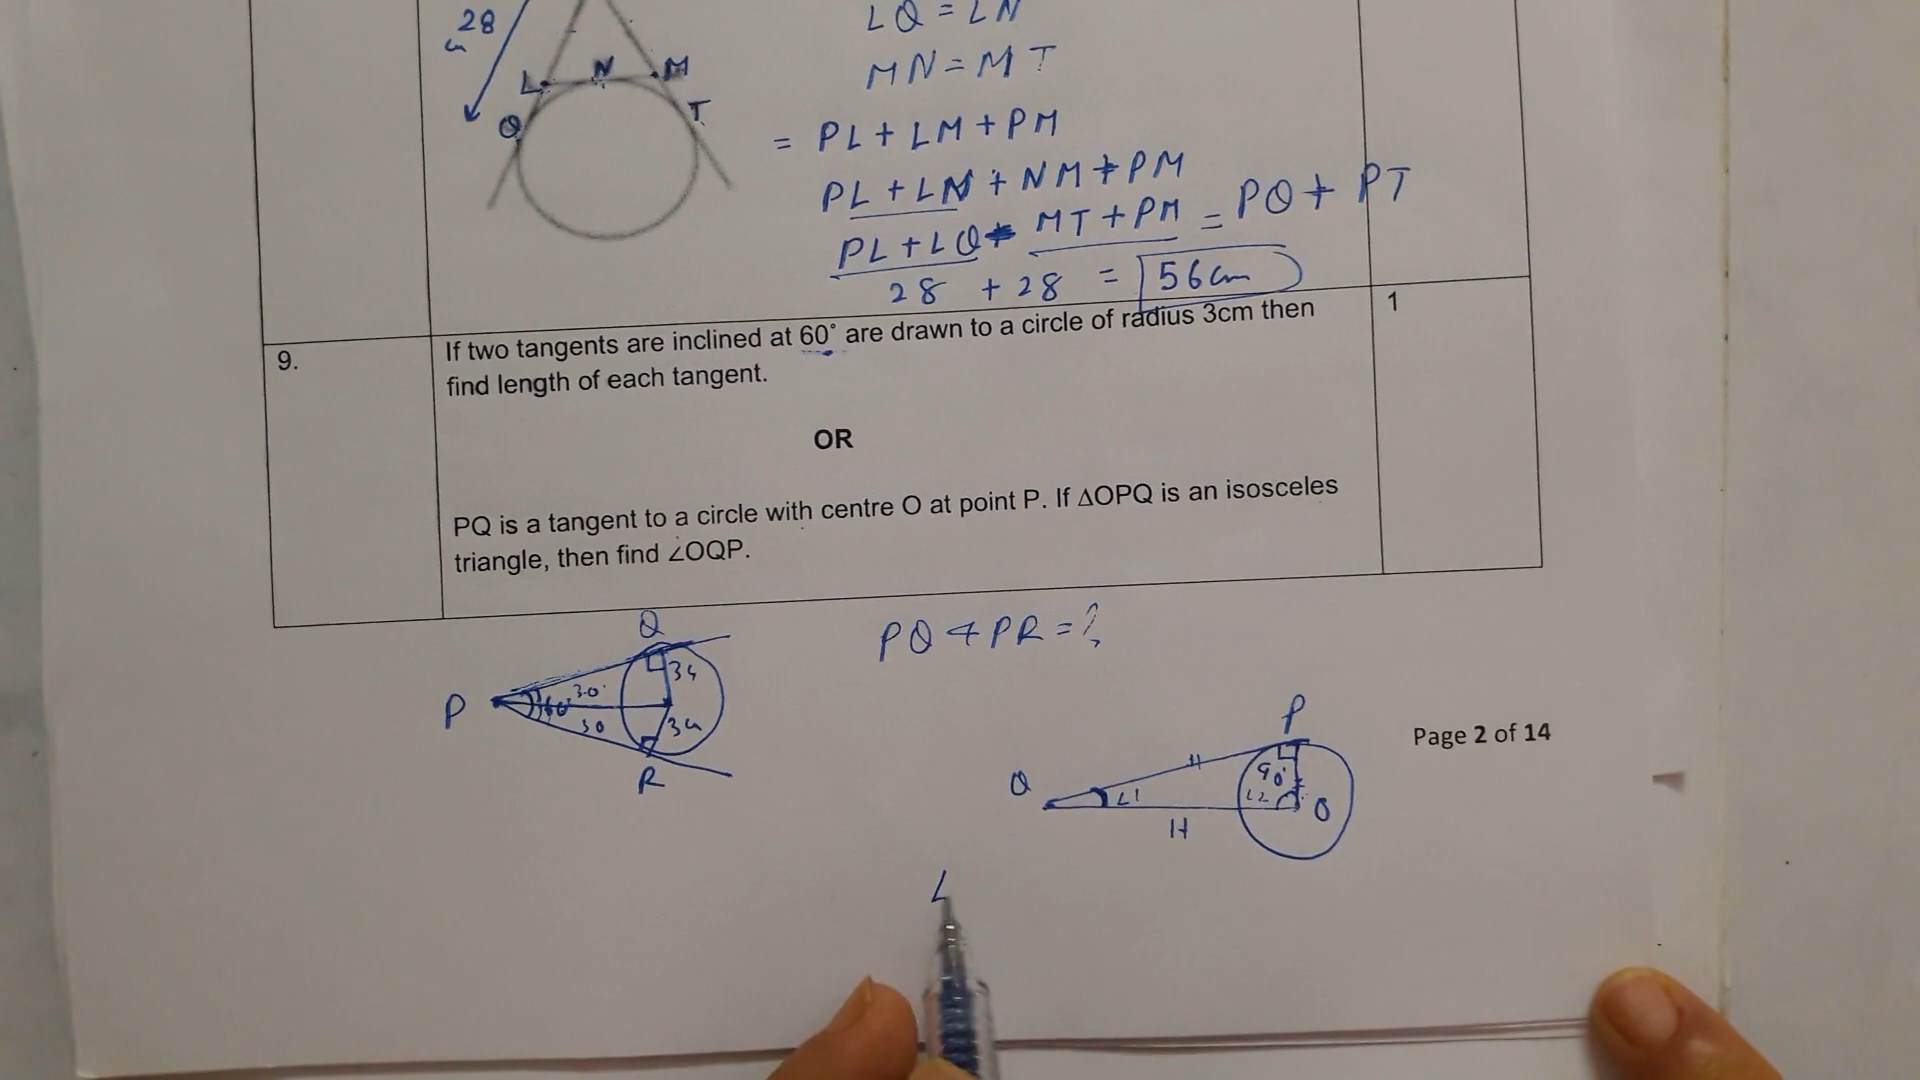 28
LQ = LN
MN = MT
L N M
Q T
= PL + LM + PM
PL + LN + NM + PM
PL + LQ + MT + PM = PQ + PT
28 + 28 = 56cm
9.
If two tangents are inclined at 60° are drawn to a circle of radius 3cm then
find length of each tangent.
1
OR
PQ is a tangent to a circle with centre O at point P. If ΔOPQ is an isosceles
triangle, then find ∠OQP.
Q
P 60° 30° 30
R
PQ + PR = ?
P
Q ∠1 90° ∠2 O
Page 2 of 14
∠